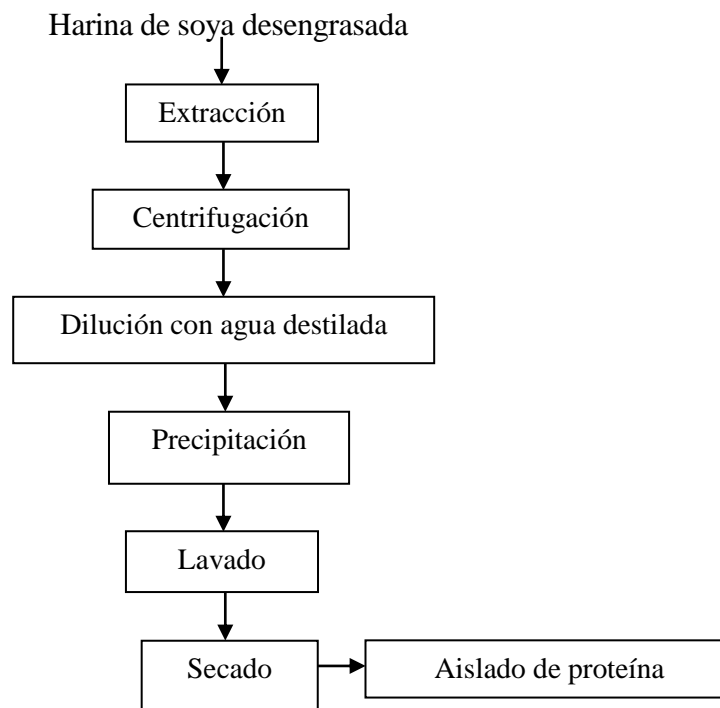 Harina de soya desengrasada
Extracción
Centrifugación
Dilución con agua destilada
Precipitación
Lavado
Secado
Aislado de proteína